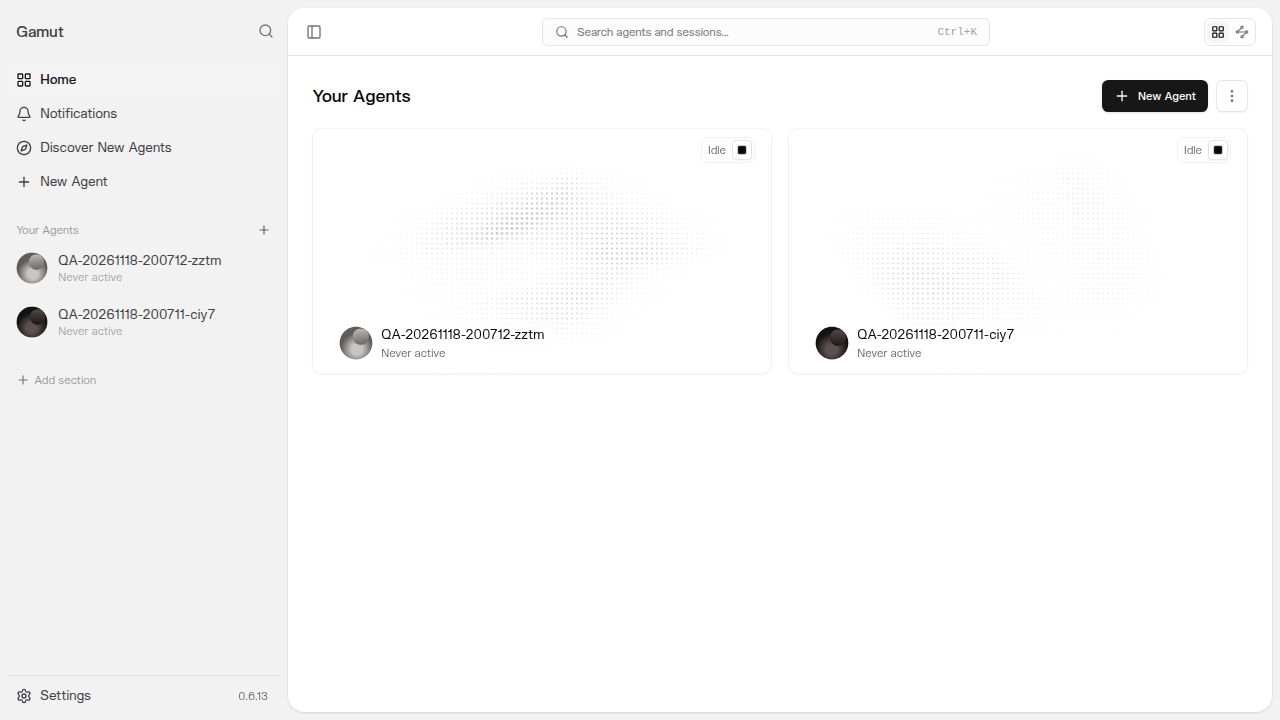 Gamut
Search agents and sessions…
Ctrl+K
Home
Notifications
Discover New Agents
New Agent
Your Agents
QA-20261118-200712-zztm
Never active
QA-20261118-200711-ciy7
Never active
Add section
Settings
0.6.13
Your Agents
New Agent
Idle
QA-20261118-200712-zztm
Never active
Idle
QA-20261118-200711-ciy7
Never active